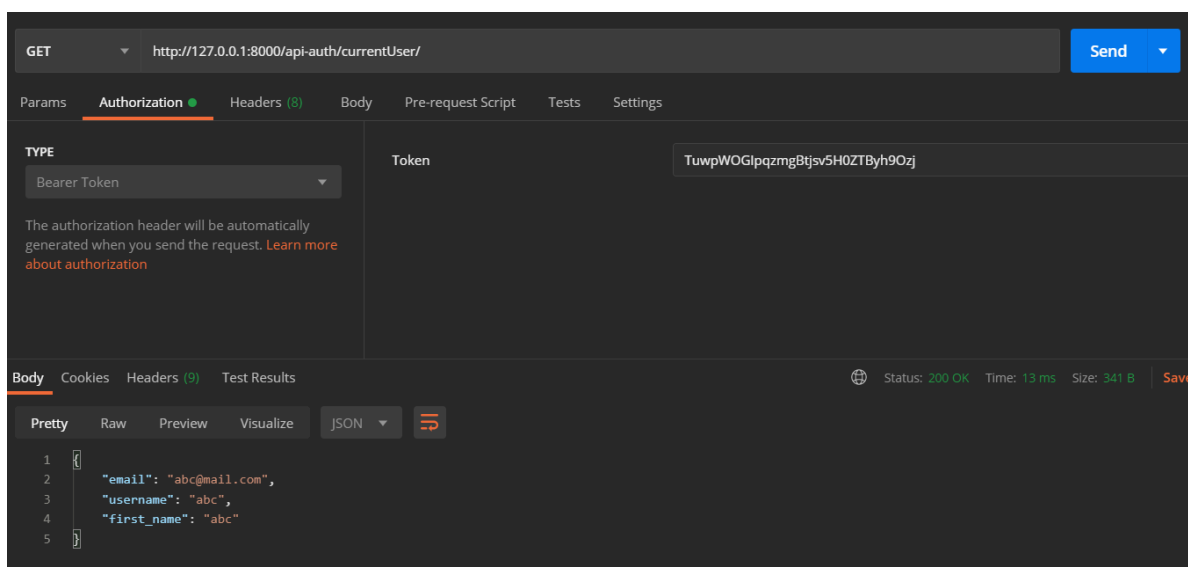 GET http://127.0.0.1:8000/api-auth/currentUser/ Send
Params Authorization Headers (8) Body Pre-request Script Tests Settings
TYPE
Bearer Token
The authorization header will be automatically
generated when you send the request. Learn more
about authorization
Token TuwpWOGIpqzmgBtjsv5H0ZTByh9Ozj
Body Cookies Headers (9) Test Results Status: 200 OK Time: 13 ms Size: 341 B Save
Pretty Raw Preview Visualize JSON
1 {
2 "email": "abc@mail.com",
3 "username": "abc",
4 "first_name": "abc"
5 }